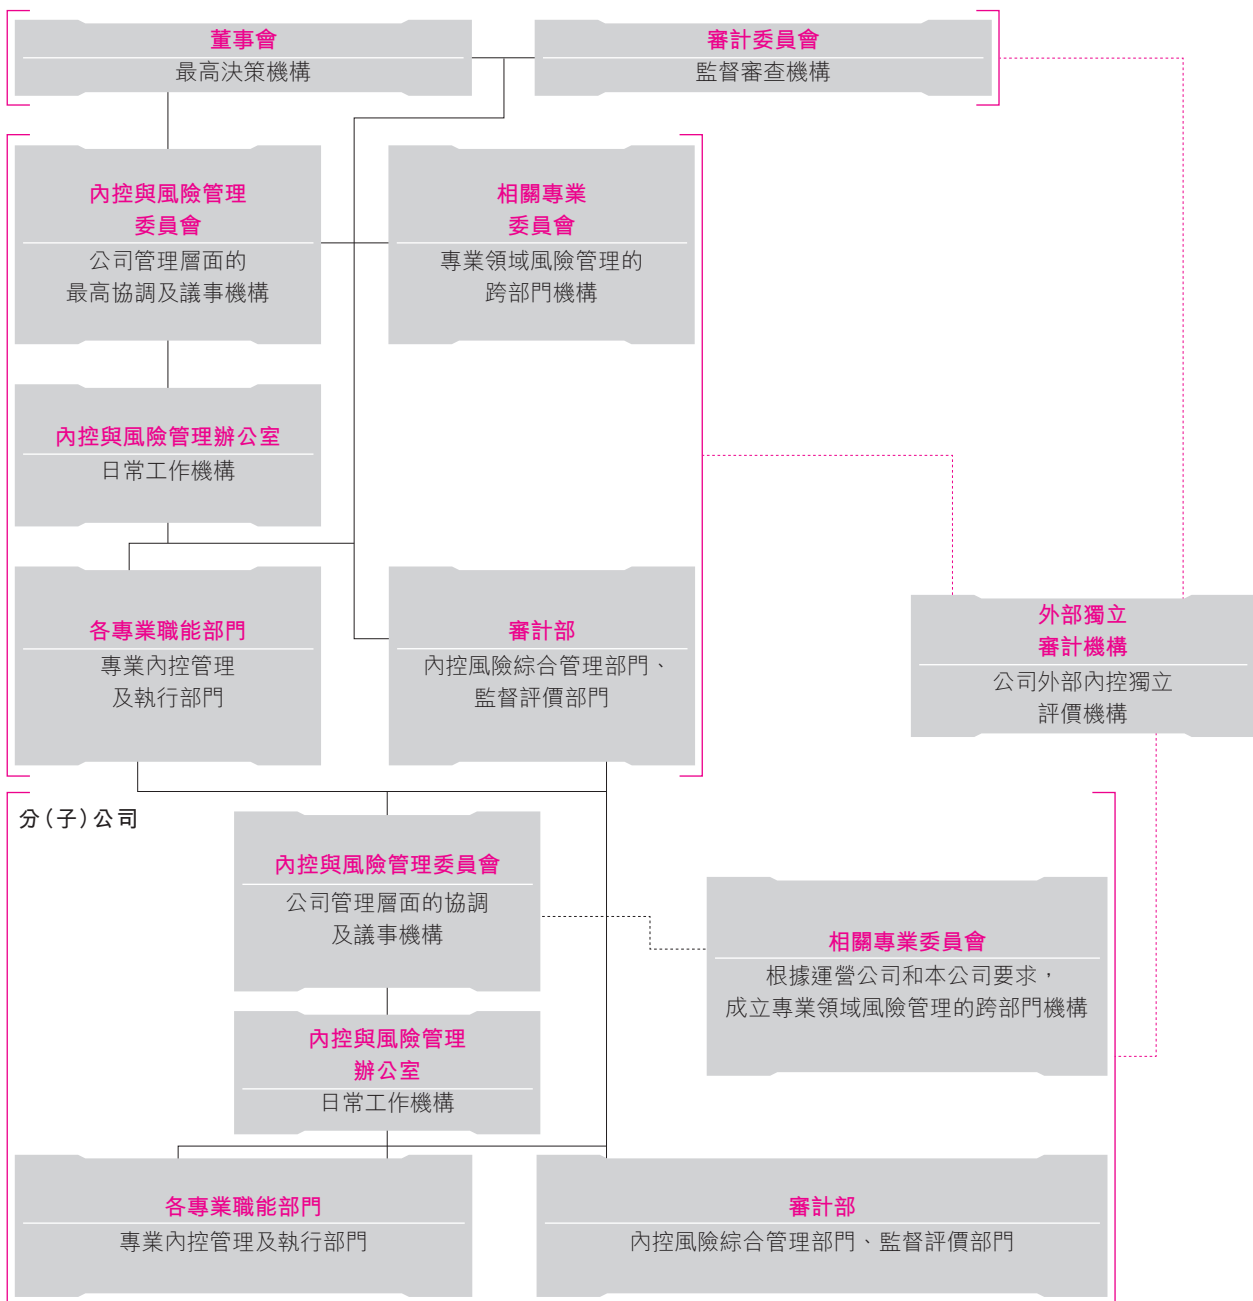 董事會
最高決策機構
審計委員會
監督審查機構
內控與風險管理
委員會
公司管理層面的
最高協調及議事機構
相關專業
委員會
專業領域風險管理的
跨部門機構
內控與風險管理辦公室
日常工作機構
各專業職能部門
專業內控管理
及執行部門
審計部
內控風險綜合管理部門、
監督評價部門
外部獨立
審計機構
公司外部內控獨立
評價機構
分(子)公司
內控與風險管理委員會
公司管理層面的協調
及議事機構
相關專業委員會
根據運營公司和本公司要求，
成立專業領域風險管理的跨部門機構
內控與風險管理
辦公室
日常工作機構
各專業職能部門
專業內控管理及執行部門
審計部
內控風險綜合管理部門、監督評價部門